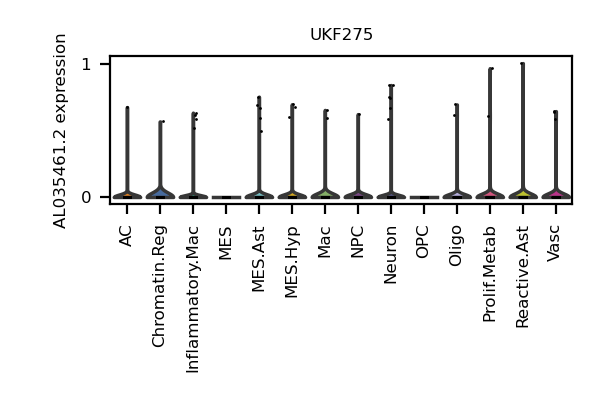 UKF275
AL035461.2 expression
1
0
AC
Chromatin.Reg
Inflammatory.Mac
MES
MES.Ast
MES.Hyp
Mac
NPC
Neuron
OPC
Oligo
Prolif.Metab
Reactive.Ast
Vasc